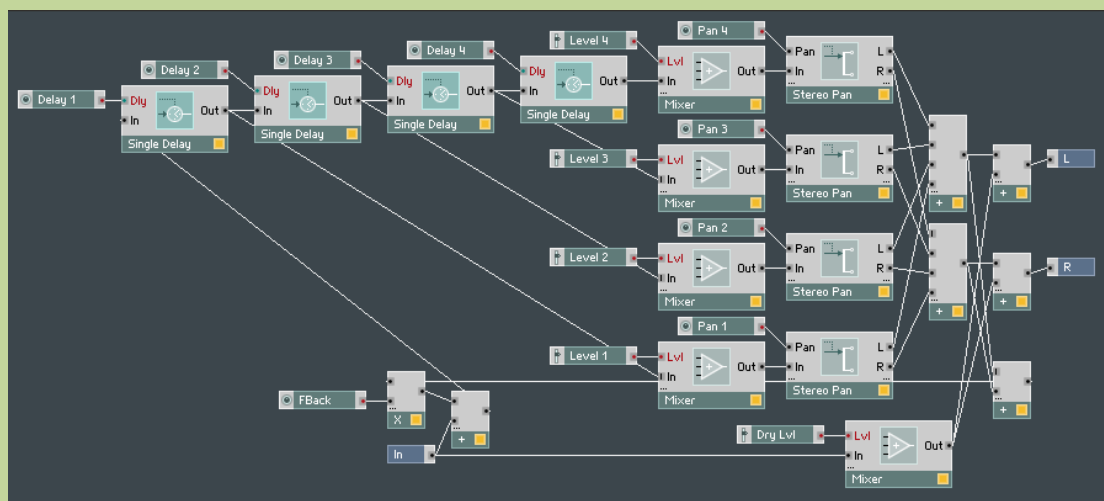 Delay 1
Dly
In
Out
Single Delay
Delay 2
Dly
In
Out
Single Delay
Delay 3
Dly
In
Out
Single Delay
Delay 4
Dly
In
Out
Single Delay
Level 4
Lvl
In
Out
...
Mixer
Pan 4
Pan
In
L
R
...
Stereo Pan
Level 3
Lvl
In
Out
...
Mixer
Pan 3
Pan
In
L
R
...
Stereo Pan
Level 2
Lvl
In
Out
...
Mixer
Pan 2
Pan
In
L
R
...
Stereo Pan
Level 1
Lvl
In
Out
...
Mixer
Pan 1
Pan
In
L
R
...
Stereo Pan
...
+
...
+
...
+
L
...
+
R
...
+
FBack
...
X
...
+
In
Dry Lvl
Lvl
In
Out
...
Mixer